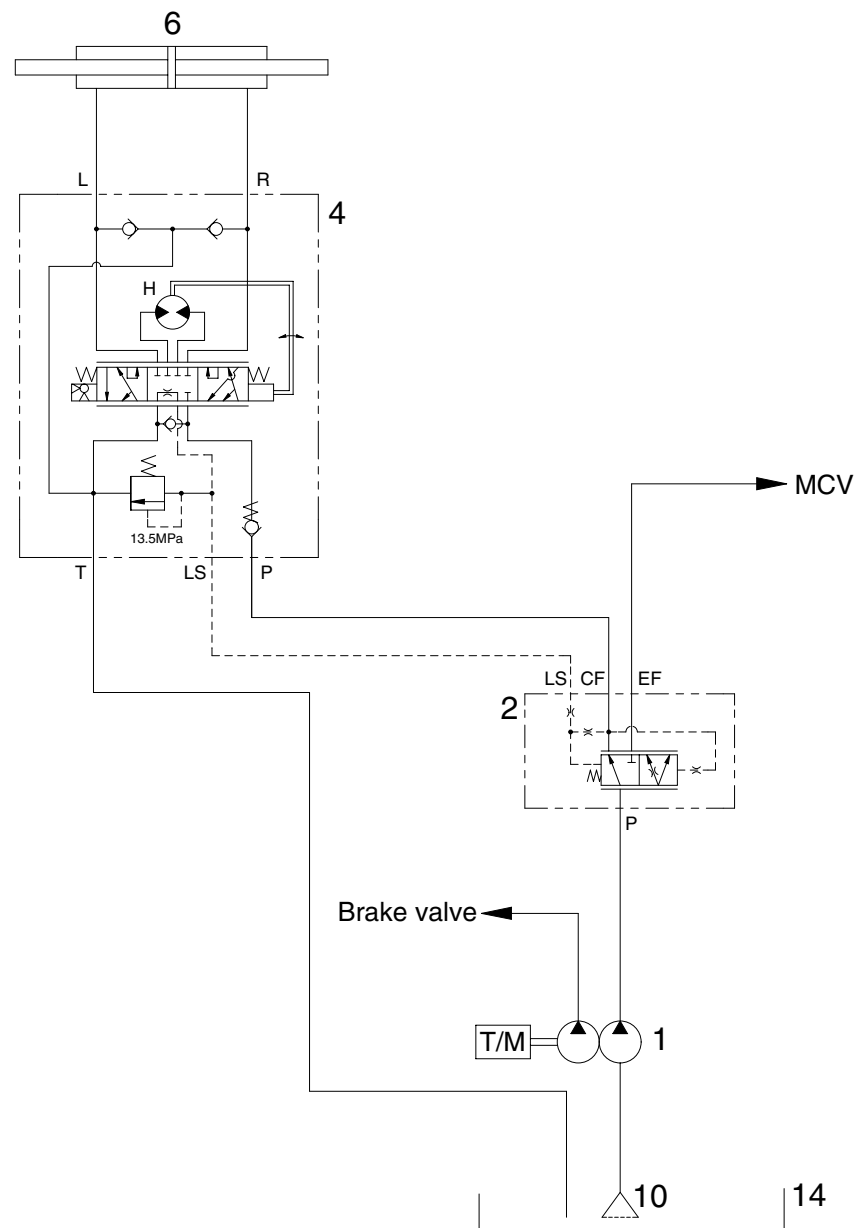 6
L R
4
H
MCV
13.5MPa
T LS P
LS CF EF
2
P
Brake valve
T/M 1
10 14